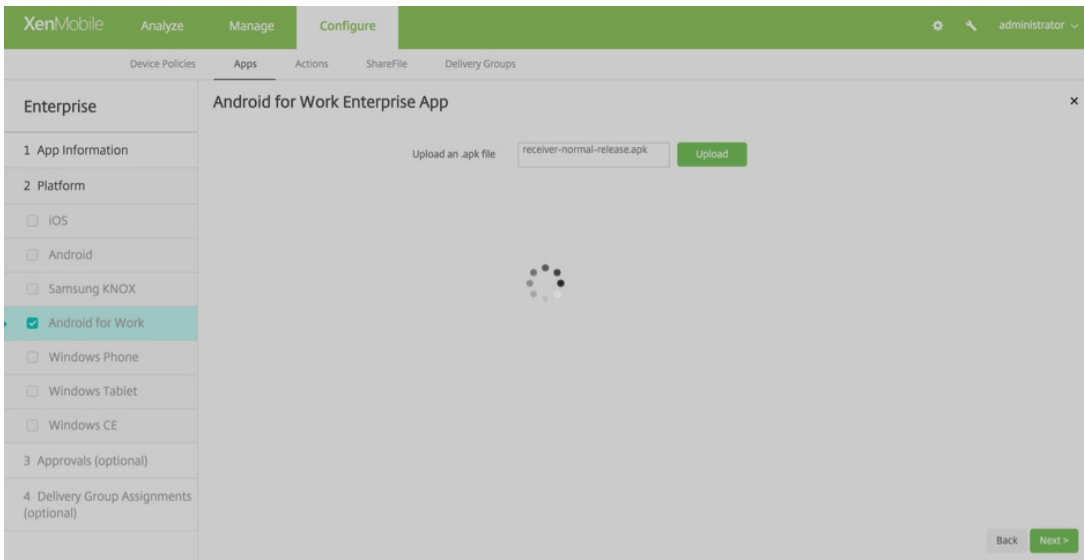 XenMobile Analyze Manage Configure administrator
Device Policies Apps Actions ShareFile Delivery Groups
Enterprise
Android for Work Enterprise App
1 App Information
Upload an .apk file receiver-normal-release.apk Upload
2 Platform
iOS
Android
Samsung KNOX
Android for Work
Windows Phone
Windows Tablet
Windows CE
3 Approvals (optional)
4 Delivery Group Assignments
(optional)
Back Next >